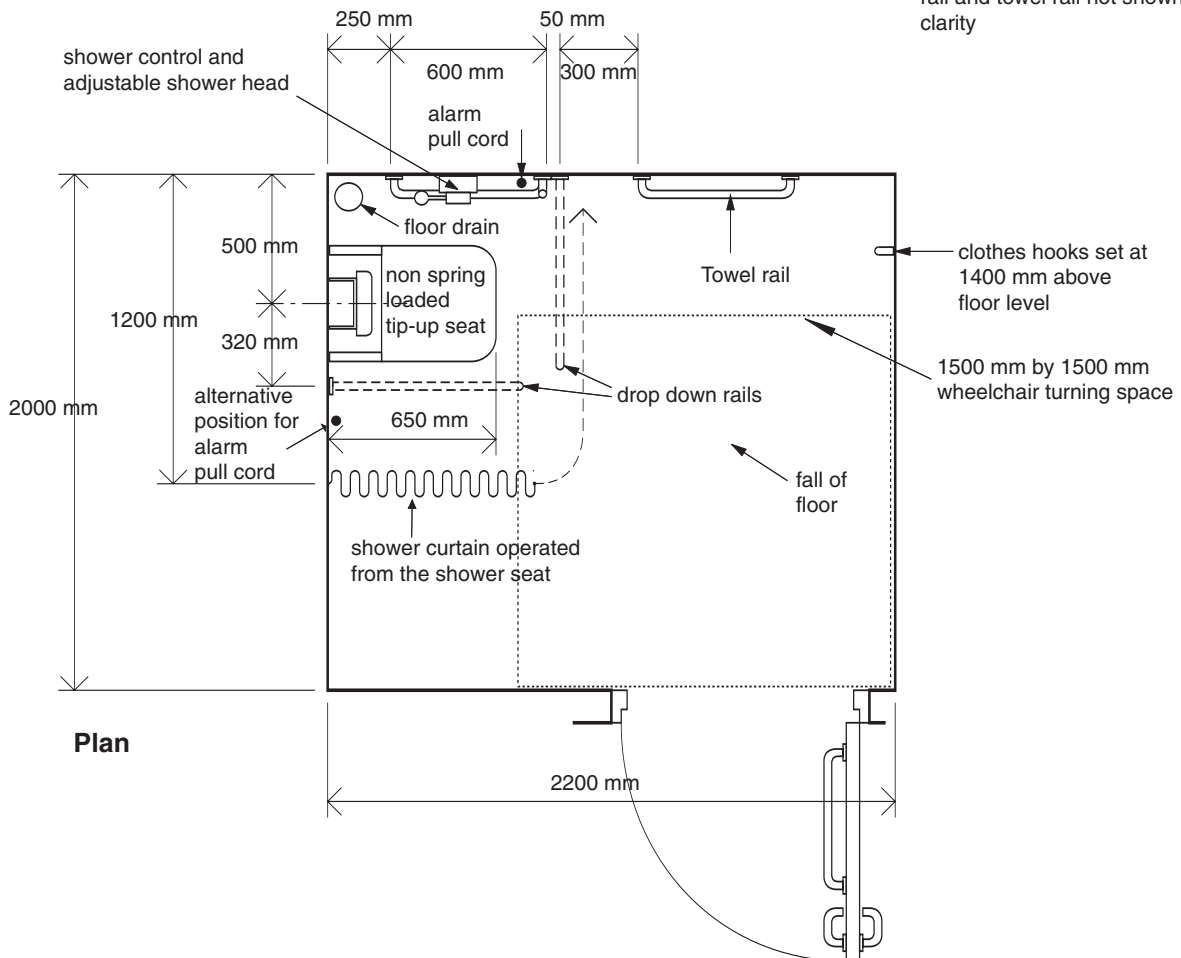 rail and towel rail not shown
clarity
250 mm
50 mm
shower control and
adjustable shower head
600 mm
300 mm
alarm
pull cord
floor drain
500 mm
non spring
loaded
tip-up seat
Towel rail
clothes hooks set at
1400 mm above
floor level
1200 mm
320 mm
1500 mm by 1500 mm
wheelchair turning space
2000 mm
alternative
position for
alarm
pull cord
drop down rails
650 mm
fall of
floor
shower curtain operated
from the shower seat
Plan
2200 mm